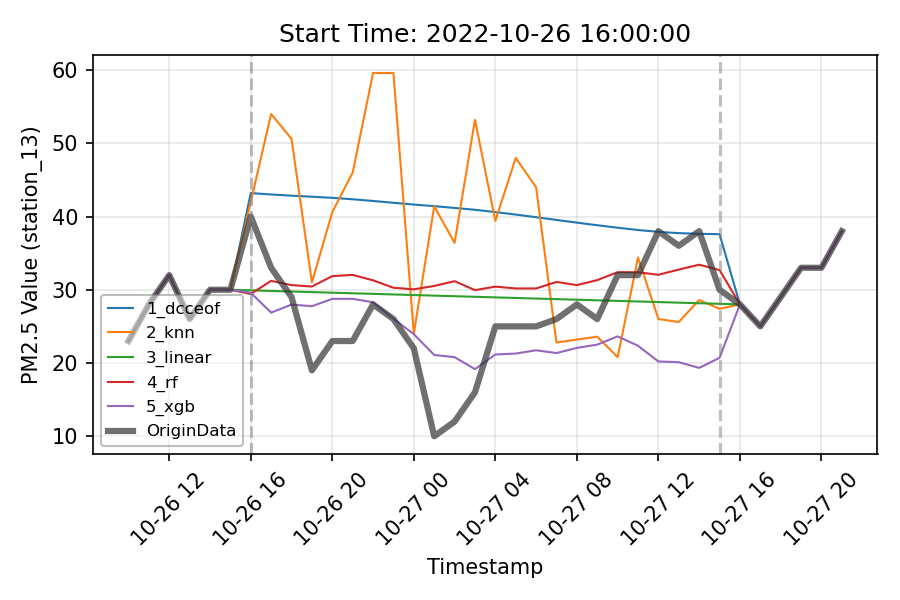 Start Time: 2022-10-26 16:00:00
PM2.5 Value (station_13)
60
50
40
30
20
10
1_dcceof
2_knn
3_linear
4_rf
5_xgb
OriginData
10-26 12
10-26 16
10-26 20
10-27 00
10-27 04
10-27 08
10-27 12
10-27 16
10-27 20
Timestamp